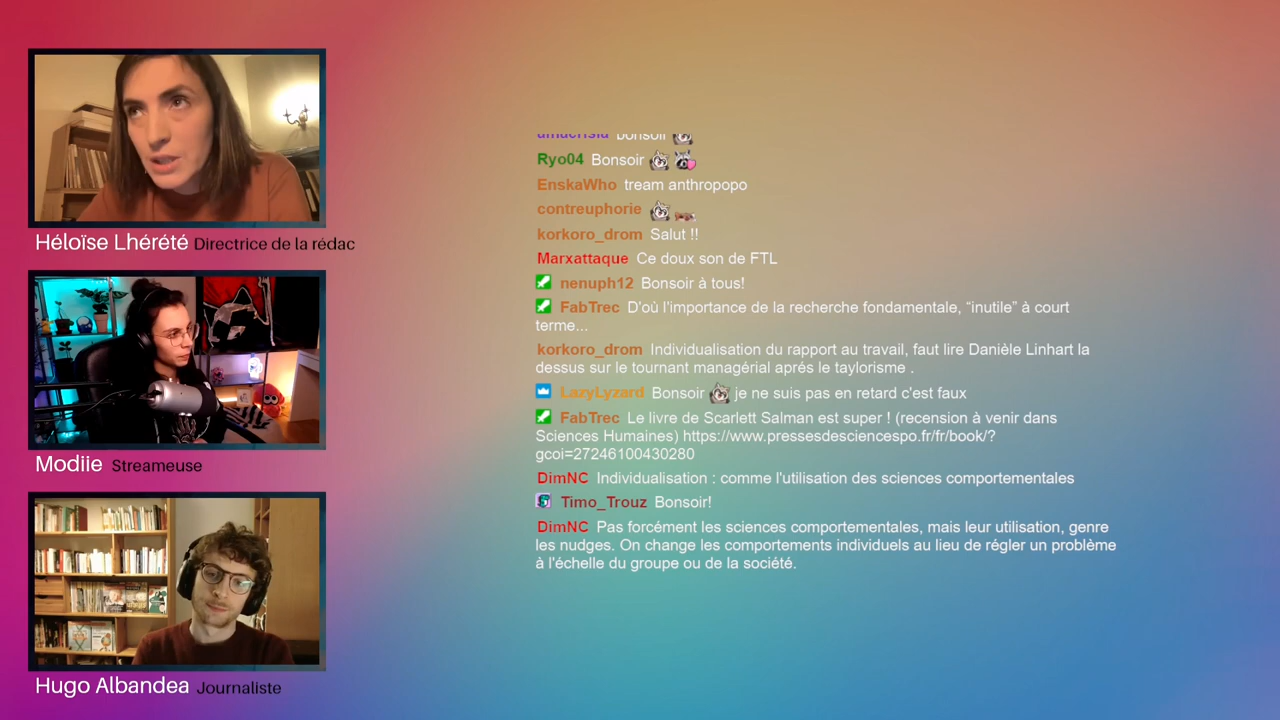 Héloïse Lhérété Directrice de la rédac
Modiie Streameuse
Hugo Albandea Journaliste
bonsoir
Ryo04 Bonsoir
EnskaWho tream anthropopo
contreuphorie
korkoro_drom Salut !!
Marxattaque Ce doux son de FTL
nenuph12 Bonsoir à tous!
FabTrec D'où l'importance de la recherche fondamentale, “inutile” à court
terme...
korkoro_drom Individualisation du rapport au travail, faut lire Danièle Linhart la
dessus sur le tournant managérial aprés le taylorisme .
LazyLyzard Bonsoir je ne suis pas en retard c'est faux
FabTrec Le livre de Scarlett Salman est super ! (recension à venir dans
Sciences Humaines) https://www.pressesdesciencespo.fr/fr/book/?
gcoi=27246100430280
DimNC Individualisation : comme l'utilisation des sciences comportementales
Timo_Trouz Bonsoir!
DimNC Pas forcément les sciences comportementales, mais leur utilisation, genre
les nudges. On change les comportements individuels au lieu de régler un problème
à l'échelle du groupe ou de la société.